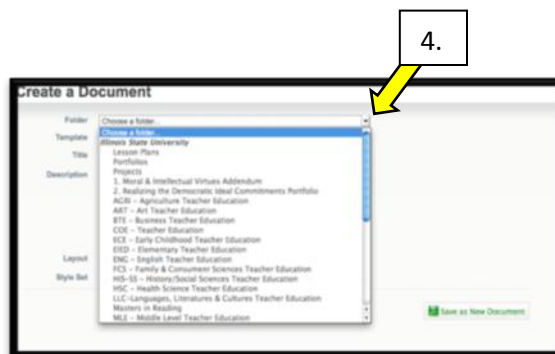 4.
Create a Document
Folder
Choose a folder...
Choose a folder...
Template
Illinois State University
Title
Lesson Plans
Portfolios
Description
Projects
1. Moral & Intellectual Virtues Addendum
2. Realizing the Democratic Ideal Commitments Portfolio
AGRI - Agriculture Teacher Education
ART - Art Teacher Education
BTE - Business Teacher Education
COE - Teacher Education
ECE - Early Childhood Teacher Education
EIED - Elementary Teacher Education
Layout
ENG - English Teacher Education
FCS - Family & Consumer Sciences Teacher Education
Style Set
HIS-SS - History/Social Sciences Teacher Education
HSC - Health Science Teacher Education
LLC-Languages, Literatures & Cultures Teacher Education
Masters in Reading
MLE - Middle Level Teacher Education
Save as New Document